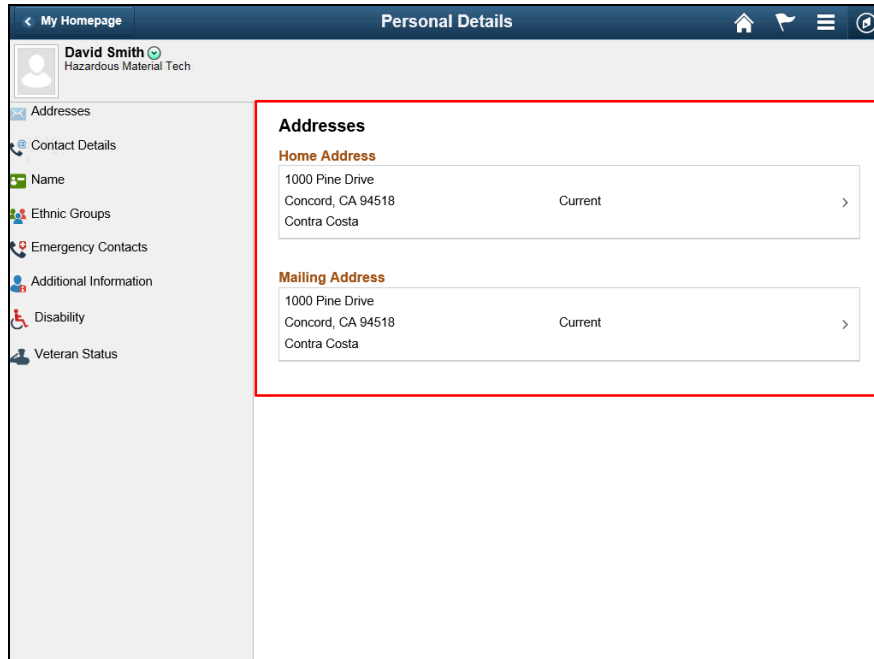 My Homepage
Personal Details
David Smith
Hazardous Material Tech
Addresses
Contact Details
Name
Ethnic Groups
Emergency Contacts
Additional Information
Disability
Veteran Status
Addresses
Home Address
1000 Pine Drive
Concord, CA 94518
Current
Contra Costa
Mailing Address
1000 Pine Drive
Concord, CA 94518
Current
Contra Costa